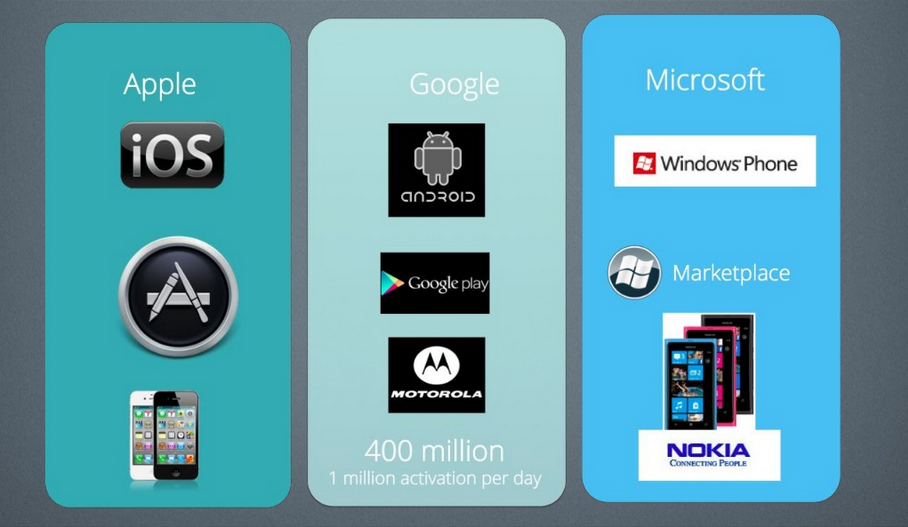 Apple
iOS
Google
ANDROID
Google play
MOTOROLA
400 million
1 million activation per day
Microsoft
Windows Phone
Marketplace
NOKIA
CONNECTING PEOPLE